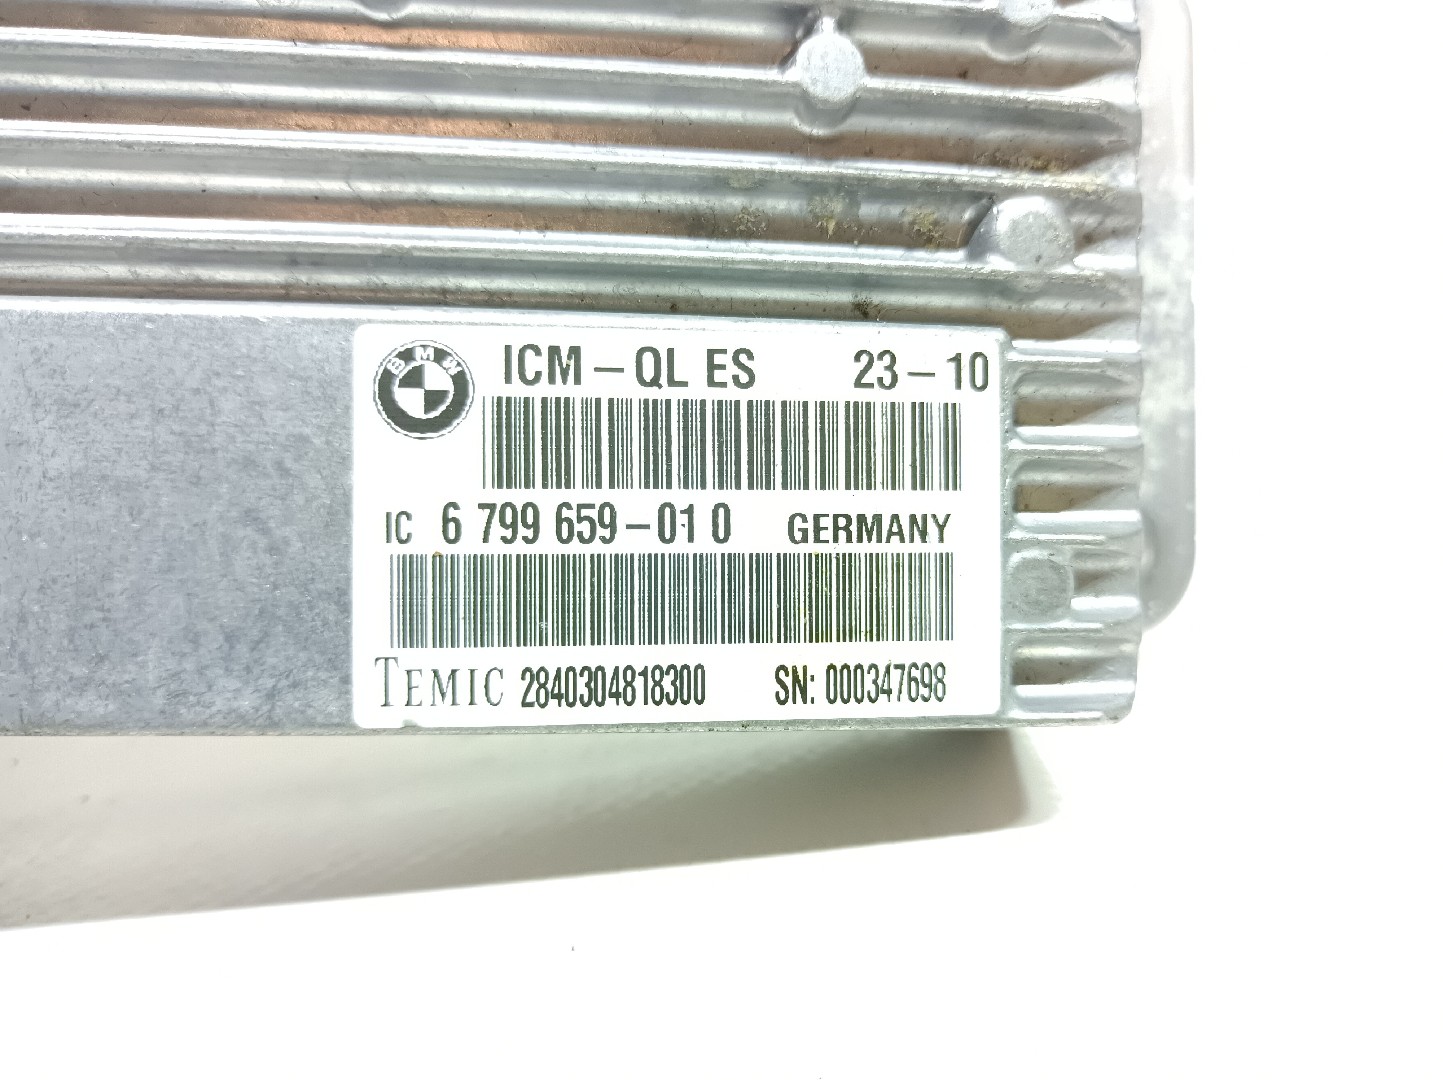 BMW
ICM-QL ES 23-10
IC 6 799 659-01 0 GERMANY
TEMIC 2840304818300 SN: 000347698